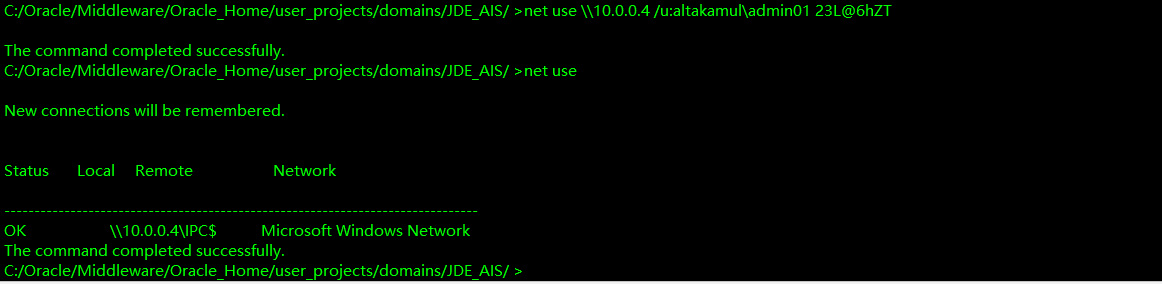 C:/Oracle/Middleware/Oracle_Home/user_projects/domains/JDE_AIS/ >net use \\10.0.0.4 /u:altakamul\admin01 23L@6hZT
The command completed successfully.
C:/Oracle/Middleware/Oracle_Home/user_projects/domains/JDE_AIS/ >net use
New connections will be remembered.
Status Local Remote Network
-------------------------------------------------------------------------------
OK \\10.0.0.4\IPC$ Microsoft Windows Network
The command completed successfully.
C:/Oracle/Middleware/Oracle_Home/user_projects/domains/JDE_AIS/ >